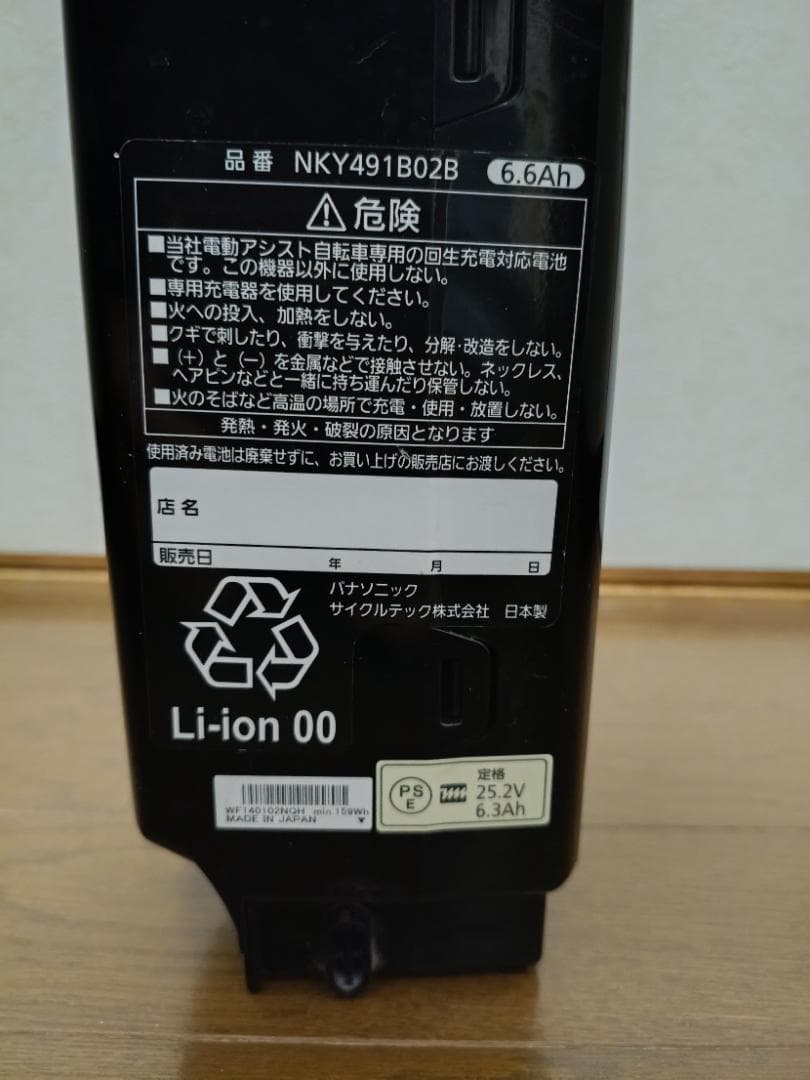 品番 NKY491B02B 6.6Ah
危険
■当社電動アシスト自転車専用の回生充電対応電池
です。この機器以外に使用しない。
■専用充電器を使用してください。
■火への投入、加熱をしない。
■クギで刺したり、衝撃を与えたり、分解・改造をしない。
■(+)と(−)を金属などで接触させない。ネックレス、
ヘアピンなどと一緒に持ち運んだり保管しない。
■火のそばなど高温の場所で充電・使用・放置しない。
発熱・発火・破裂の原因となります
使用済み電池は廃棄せずに、お買い上げの販売店にお渡しください。
店名
販売日 年 月 日
パナソニック
サイクルテック株式会社 日本製
Li-ion 00
WF140102NQH min 159Wh
MADE IN JAPAN
PS
E
定格
25.2V
6.3Ah